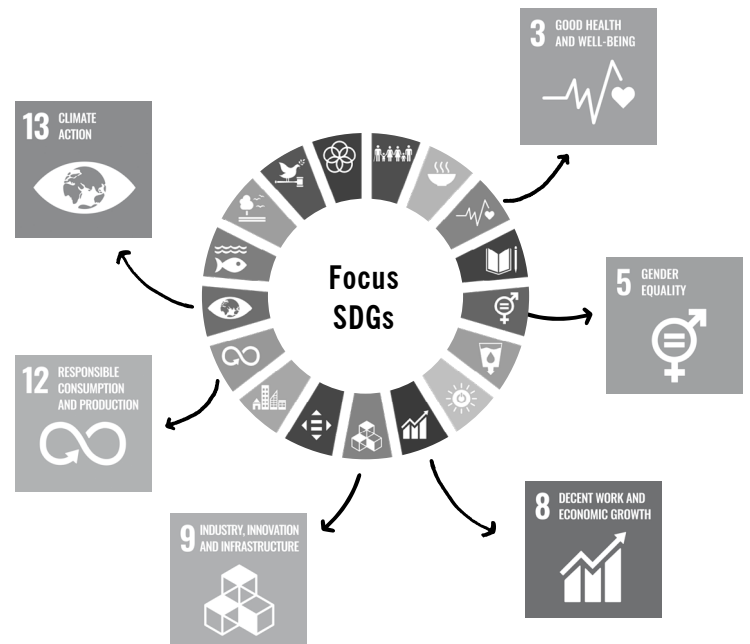 3 GOOD HEALTH
AND WELL-BEING
13 CLIMATE
ACTION
Focus
SDGs
5 GENDER
EQUALITY
12 RESPONSIBLE
CONSUMPTION
AND PRODUCTION
8 DECENT WORK AND
ECONOMIC GROWTH
9 INDUSTRY, INNOVATION
AND INFRASTRUCTURE